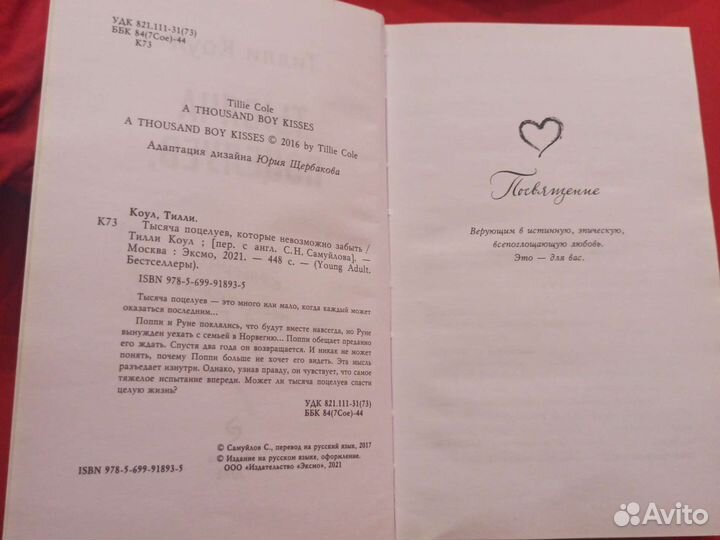 УДК 821.111-31(73)
ББК 84(7Сое)-44
К73
Tillie Cole
A THOUSAND BOY KISSES
A THOUSAND BOY KISSES © 2016 by Tillie Cole
Адаптация дизайна Юрия Щербакова
Коул, Тилли.
К73 Тысяча поцелуев, которые невозможно забыть /
Тилли Коул ; [пер. с англ. С.Н. Самуйлова]. —
Москва : Эксмо, 2021. — 448 с. — (Young Adult.
Бестселлеры).
ISBN 978-5-699-91893-5
Тысяча поцелуев — это много или мало, когда каждый может
оказаться последним...
Поппи и Руне поклялись, что будут вместе навсегда, но Руне
вынужден уехать с семьей в Норвегию... Поппи обещает преданно
его ждать. Спустя два года он возвращается. И никак не может
понять, почему Поппи больше не хочет его видеть. Эта мысль
разъедает изнутри. Однако, узнав правду, он чувствует, что самое
тяжелое испытание впереди. Может ли тысяча поцелуев спасти
целую жизнь?
УДК 821.111-31(73)
ББК 84(7Сое)-44
© Самуйлов С., перевод на русский язык, 2017
© Издание на русском языке, оформление.
ООО «Издательство «Эксмо», 2021
ISBN 978-5-699-91893-5
Посвящение
Верующим в истинную, эпическую,
всепоглощающую любовь.
Это — для вас.
Avito